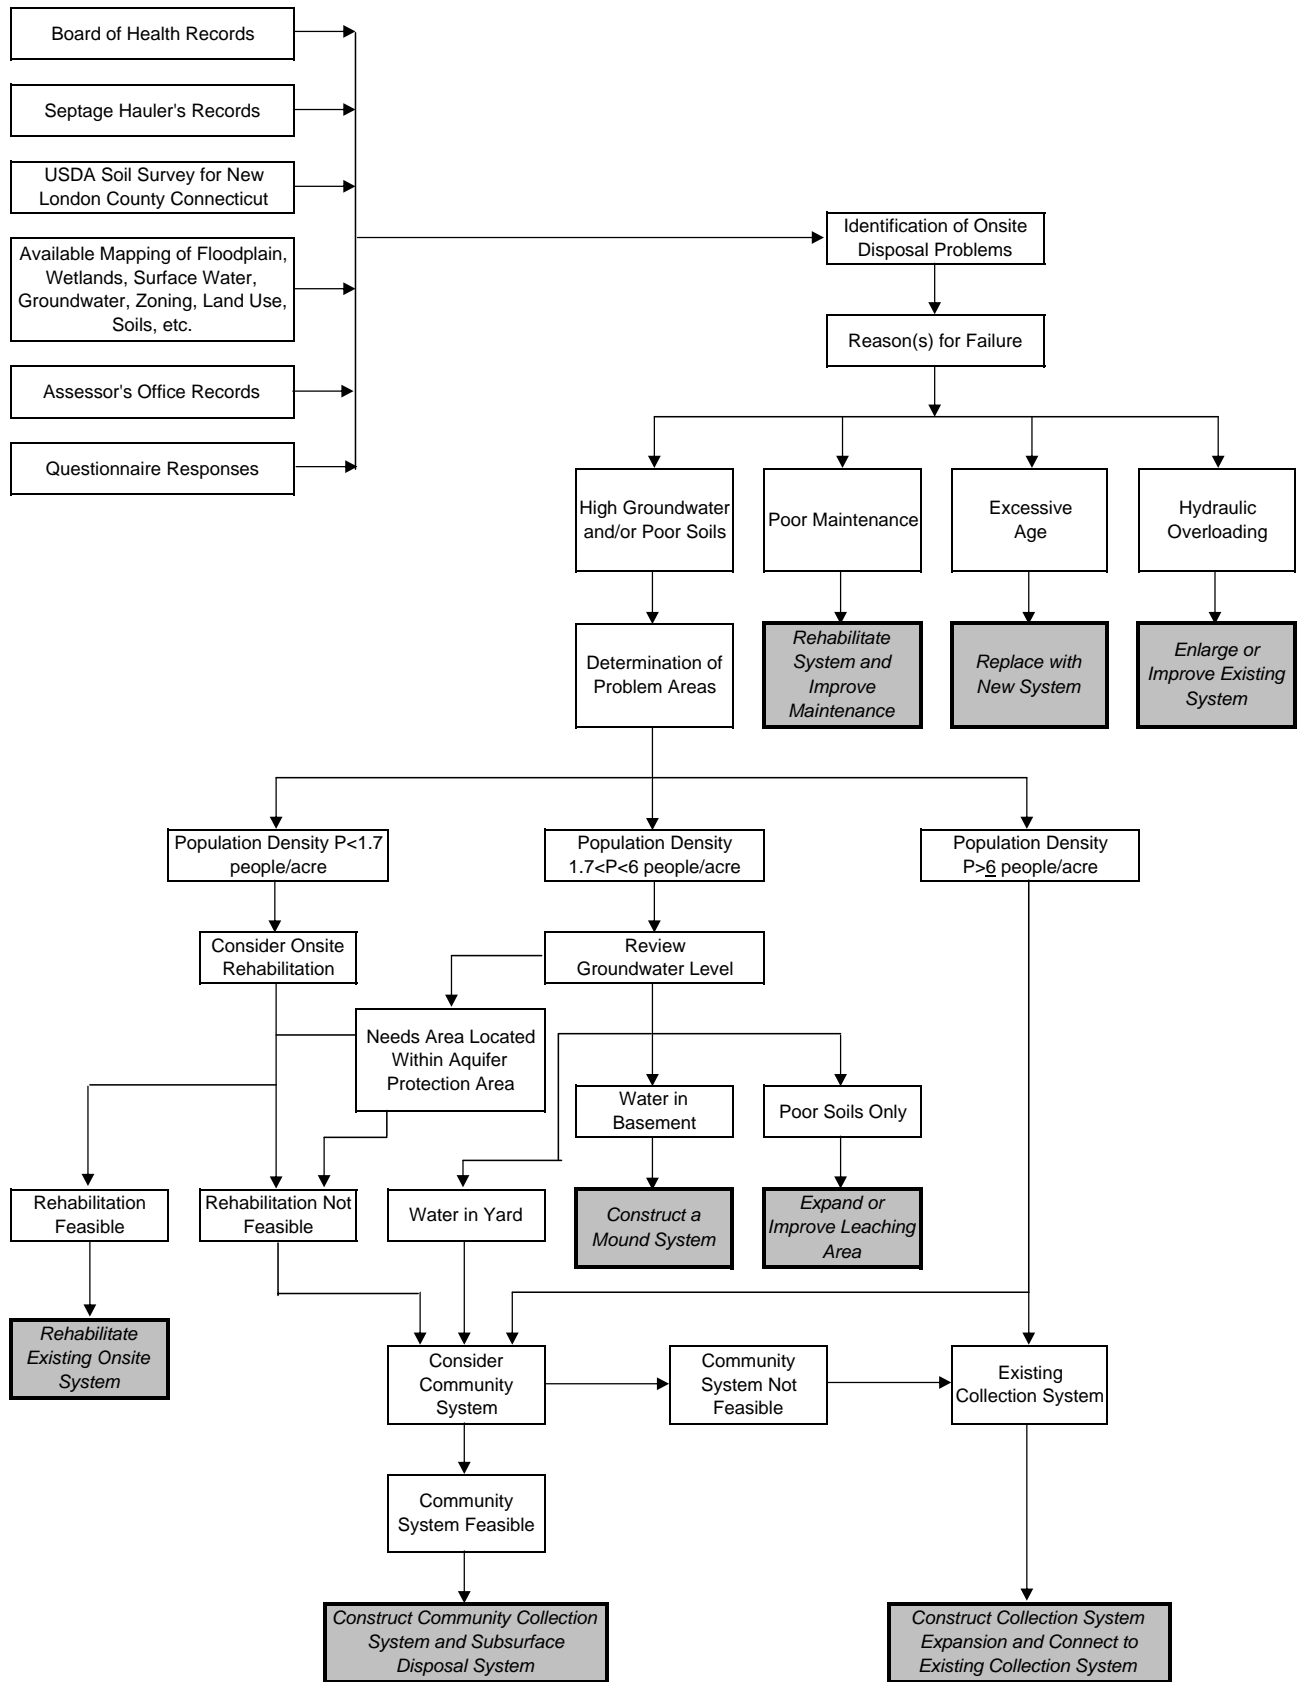 Board of Health Records
Septage Hauler's Records
USDA Soil Survey for New
London County Connecticut
Available Mapping of Floodplain,
Wetlands, Surface Water,
Groundwater, Zoning, Land Use,
Soils, etc.
Assessor's Office Records
Questionnaire Responses
Identification of Onsite
Disposal Problems
Reason(s) for Failure
High Groundwater
and/or Poor Soils
Poor Maintenance
Excessive
Age
Hydraulic
Overloading
Determination of
Problem Areas
Rehabilitate
System and
Improve
Maintenance
Replace with
New System
Enlarge or
Improve Existing
System
Population Density P<1.7
people/acre
Population Density
1.7<P<6 people/acre
Population Density
P>6 people/acre
Consider Onsite
Rehabilitation
Review
Groundwater Level
Needs Area Located
Within Aquifer
Protection Area
Water in
Basement
Poor Soils Only
Rehabilitation
Feasible
Rehabilitation Not
Feasible
Water in Yard
Construct a
Mound System
Expand or
Improve Leaching
Area
Rehabilitate
Existing Onsite
System
Consider
Community
System
Community
System Not
Feasible
Existing
Collection System
Community
System Feasible
Construct Community Collection
System and Subsurface
Disposal System
Construct Collection System
Expansion and Connect to
Existing Collection System